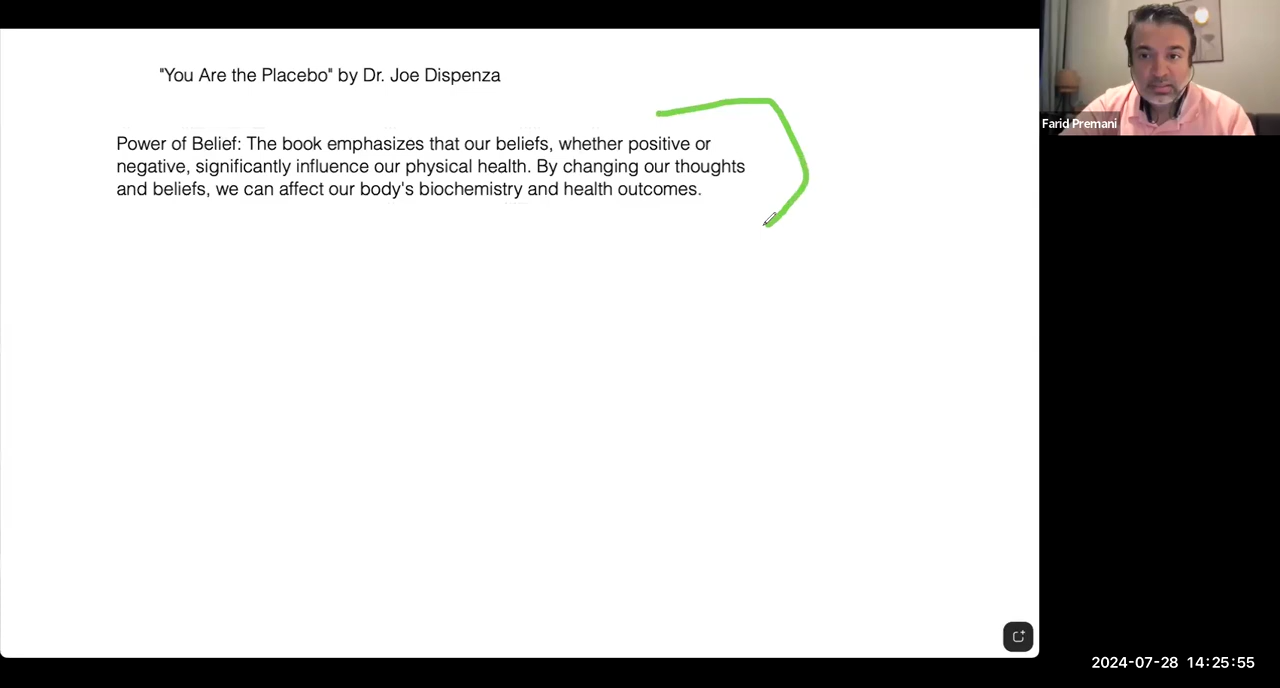 "You Are the Placebo" by Dr. Joe Dispenza
Power of Belief: The book emphasizes that our beliefs, whether positive or
negative, significantly influence our physical health. By changing our thoughts
and beliefs, we can affect our body's biochemistry and health outcomes.
Farid Premani
2024-07-28 14:25:55